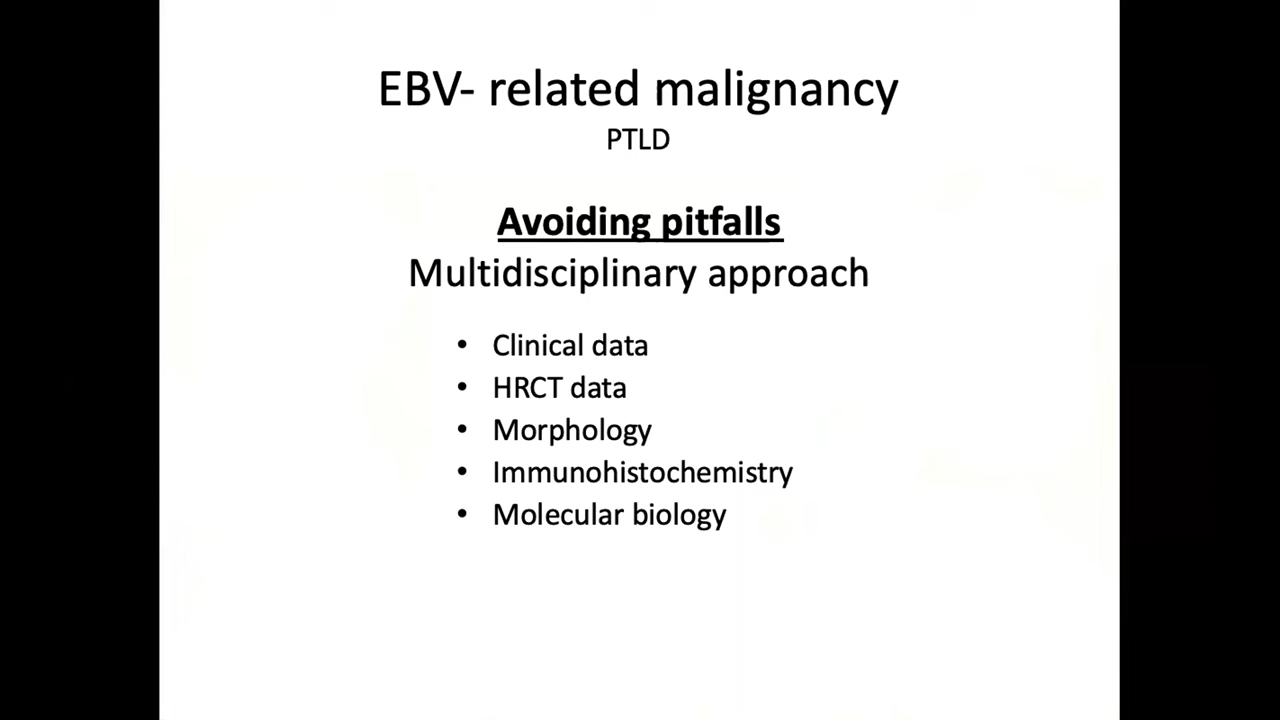 EBV- related malignancy
PTLD
Avoiding pitfalls
Multidisciplinary approach
• Clinical data
• HRCT data
• Morphology
• Immunohistochemistry
• Molecular biology